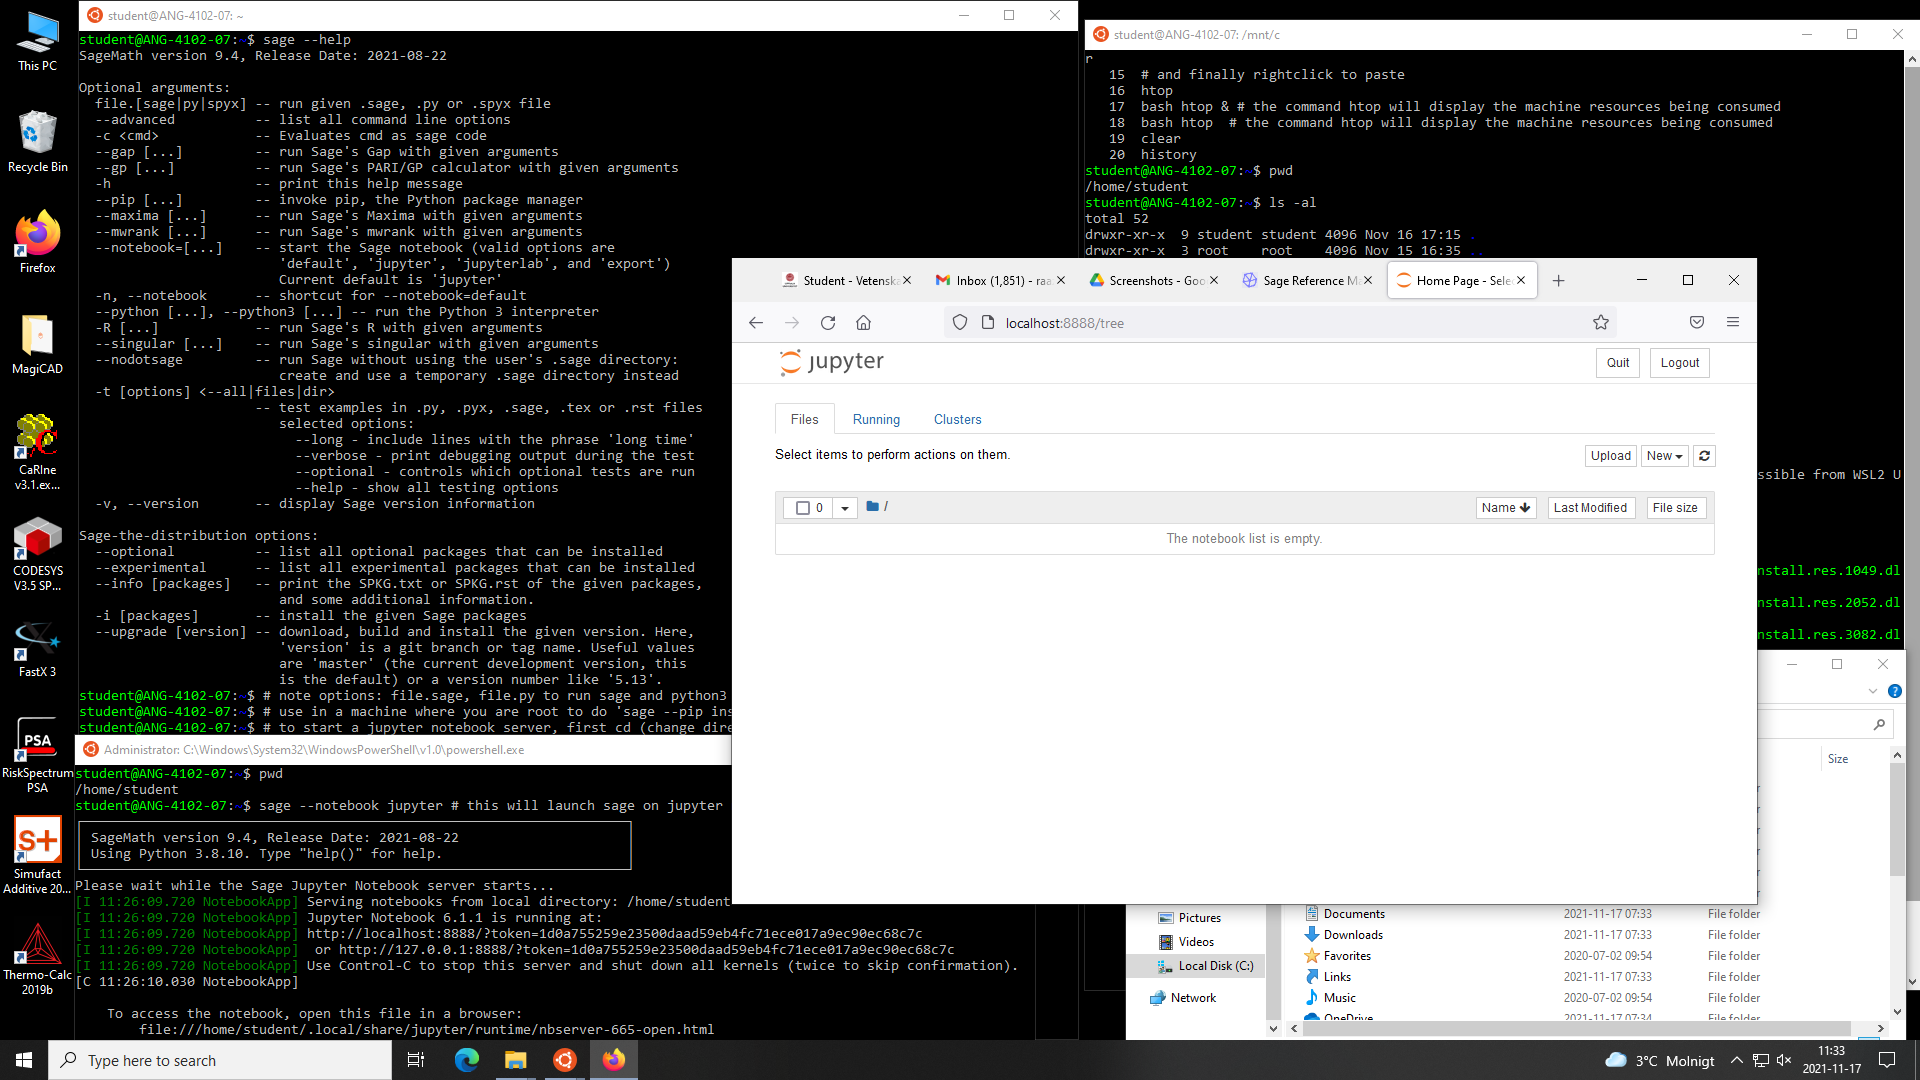 This PC
Recycle Bin
Firefox
MagiCAD
CaRIne
v3.1.ex...
CODESYS
V3.5 SP...
FastX 3
PSA
RiskSpectrum
PSA
S+
Simufact
Additive 20...
Thermo-Calc
2019b
student@ANG-4102-07: ~
student@ANG-4102-07:~$ sage --help
SageMath version 9.4, Release Date: 2021-08-22
Optional arguments:
file.[sage|py|spyx] -- run given .sage, .py or .spyx file
--advanced -- list all command line options
-c <cmd> -- Evaluates cmd as sage code
--gap [...] -- run Sage's Gap with given arguments
--gp [...] -- run Sage's PARI/GP calculator with given arguments
-h -- print this help message
--pip [...] -- invoke pip, the Python package manager
--maxima [...] -- run Sage's Maxima with given arguments
--mwrank [...] -- run Sage's mwrank with given arguments
--notebook=[...] -- start the Sage notebook (valid options are
'default', 'jupyter', 'jupyterlab', and 'export')
Current default is 'jupyter'
-n, --notebook -- shortcut for --notebook=default
--python [...], --python3 [...] -- run the Python 3 interpreter
-R [...] -- run Sage's R with given arguments
--singular [...] -- run Sage's singular with given arguments
--nodotsage -- run Sage without using the user's .sage directory:
create and use a temporary .sage directory instead
-t [options] <--all|files|dir>
-- test examples in .py, .pyx, .sage, .tex or .rst files
selected options:
--long - include lines with the phrase 'long time'
--verbose - print debugging output during the test
--optional - controls which optional tests are run
--help - show all testing options
-v, --version -- display Sage version information
Sage-the-distribution options:
--optional -- list all optional packages that can be installed
--experimental -- list all experimental packages that can be installed
--info [packages] -- print the SPKG.txt or SPKG.rst of the given packages,
and some additional information.
-i [packages] -- install the given Sage packages
--upgrade [version] -- download, build and install the given version. Here,
'version' is a git branch or tag name. Useful values
are 'master' (the current development version, this
is the default) or a version number like '5.13'.
student@ANG-4102-07:~$ # note options: file.sage, file.py to run sage and python3
student@ANG-4102-07:~$ # use in a machine where you are root to do 'sage --pip ins
student@ANG-4102-07:~$ # to start a jupyter notebook server, first cd (change dire
Administrator: C:\Windows\System32\WindowsPowerShell\v1.0\powershell.exe
student@ANG-4102-07:~$ pwd
/home/student
student@ANG-4102-07:~$ sage --notebook jupyter # this will launch sage on jupyter
SageMath version 9.4, Release Date: 2021-08-22
Using Python 3.8.10. Type "help()" for help.
Please wait while the Sage Jupyter Notebook server starts...
[I 11:26:09.720 NotebookApp] Serving notebooks from local directory: /home/student
[I 11:26:09.720 NotebookApp] Jupyter Notebook 6.1.1 is running at:
[I 11:26:09.720 NotebookApp] http://localhost:8888/?token=1d0a755259e23500daad59eb4fc71ece017a9ec90ec68c7c
[I 11:26:09.720 NotebookApp] or http://127.0.0.1:8888/?token=1d0a755259e23500daad59eb4fc71ece017a9ec90ec68c7c
[I 11:26:09.720 NotebookApp] Use Control-C to stop this server and shut down all kernels (twice to skip confirmation).
[C 11:26:10.030 NotebookApp]
To access the notebook, open this file in a browser:
file:///home/student/.local/share/jupyter/runtime/nbserver-665-open.html
student@ANG-4102-07: /mnt/c
r
15 # and finally rightclick to paste
16 htop
17 bash htop & # the command htop will display the machine resources being consumed
18 bash htop # the command htop will display the machine resources being consumed
19 clear
20 history
student@ANG-4102-07:~$ pwd
/home/student
student@ANG-4102-07:~$ ls -al
total 52
drwxr-xr-x 9 student student 4096 Nov 16 17:15 .
drwxr-xr-x 3 root root 4096 Nov 15 16:35 ..
ssible from WSL2 U
nstall.res.1049.dl
nstall.res.2052.dl
nstall.res.3082.dl
Student - Vetenska
Inbox (1,851) - raa
Screenshots - Goo
Sage Reference Ma
Home Page - Sele
localhost:8888/tree
jupyter
Quit
Logout
Files
Running
Clusters
Select items to perform actions on them.
Upload
New
0
/
Name
Last Modified
File size
The notebook list is empty.
Size
Pictures
Videos
Local Disk (C:)
Network
Documents 2021-11-17 07:33 File folder
Downloads 2021-11-17 07:33 File folder
Favorites 2020-07-02 09:54 File folder
Links 2021-11-17 07:33 File folder
Music 2020-07-02 09:54 File folder
OneDrive 2021-11-17 07:34 File folder
Type here to search
3°C Molnigt
11:33
2021-11-17